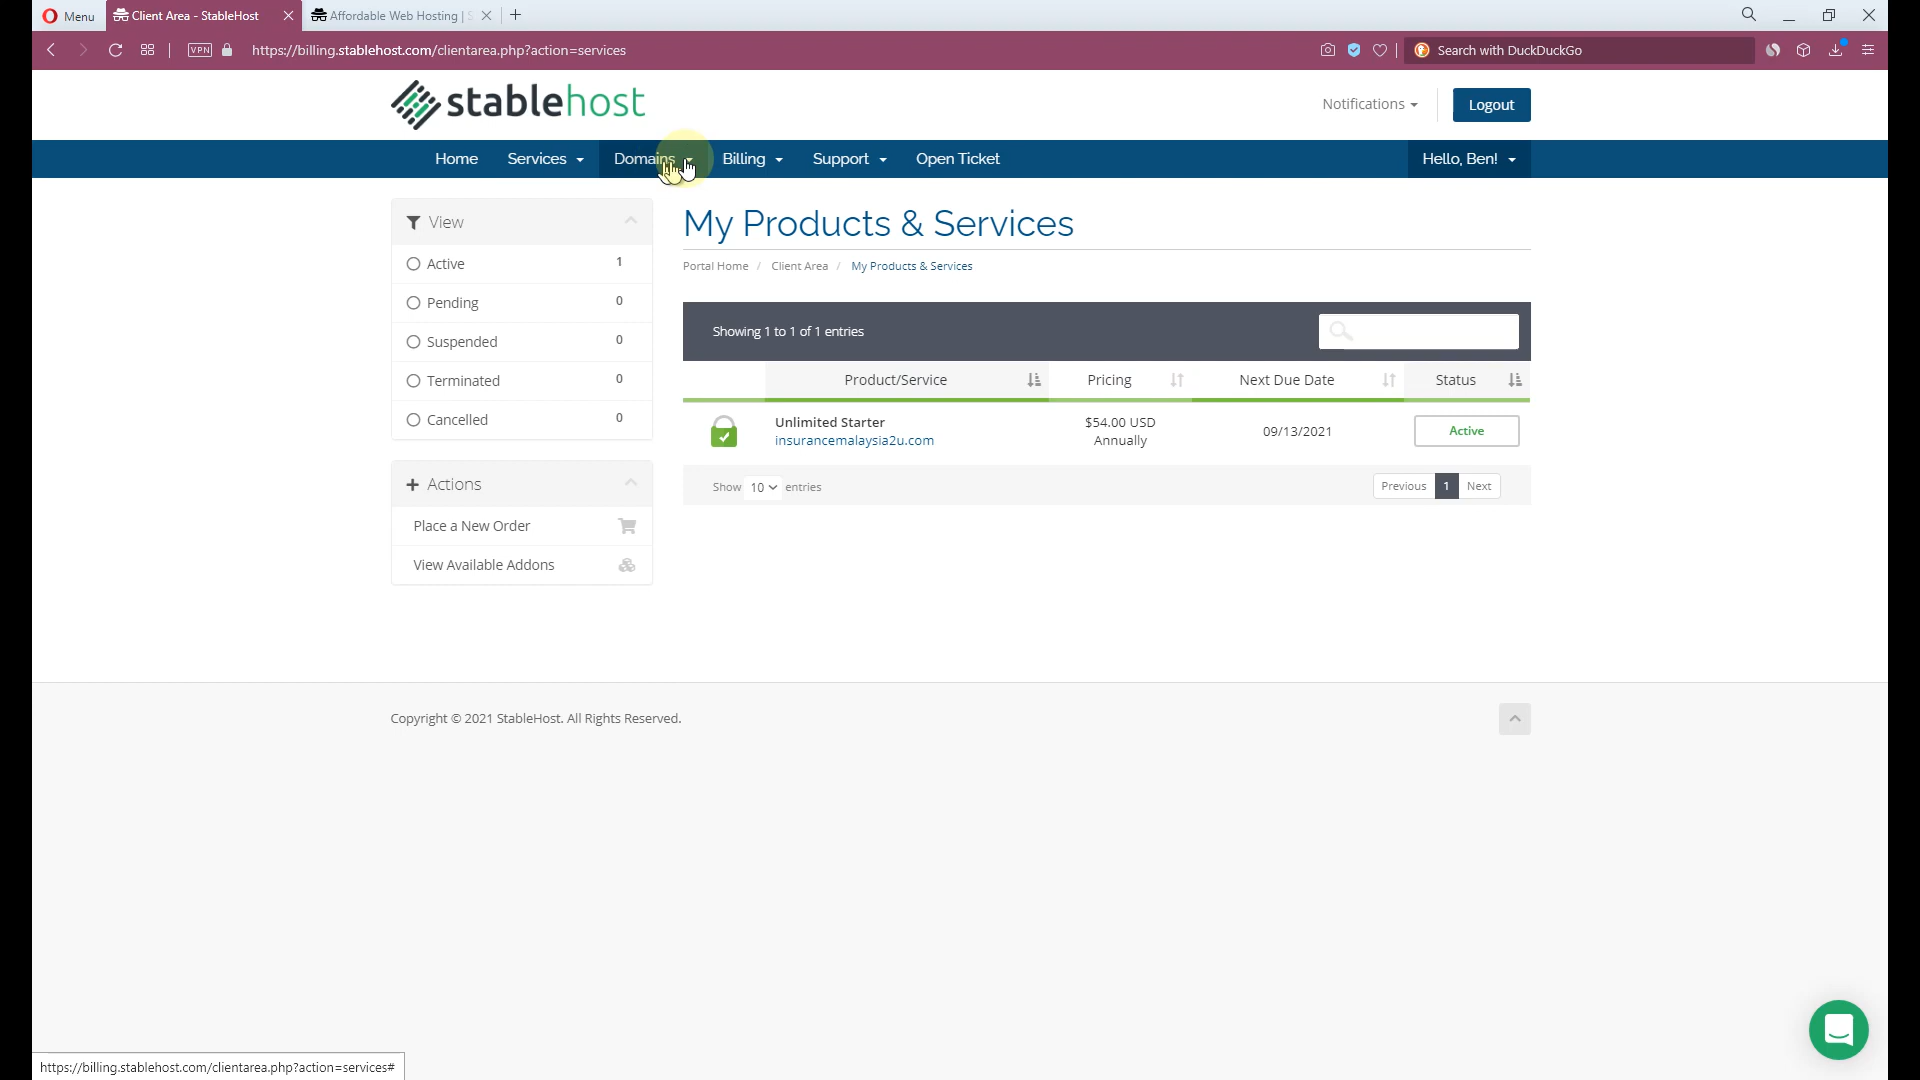 Menu
Client Area - StableHost
Affordable Web Hosting |
VPN
https://billing.stablehost.com/clientarea.php?action=services
Search with DuckDuckGo
stablehost
Notifications
Logout
Home
Services
Domains
Billing
Support
Open Ticket
Hello, Ben!
View
Active 1
Pending 0
Suspended 0
Terminated 0
Cancelled 0
Actions
Place a New Order
View Available Addons
My Products & Services
Portal Home / Client Area / My Products & Services
Showing 1 to 1 of 1 entries
Product/Service Pricing Next Due Date Status
Unlimited Starter
insurancemalaysia2u.com
$54.00 USD
Annually
09/13/2021
Active
Show 10 entries
Previous 1 Next
Copyright © 2021 StableHost. All Rights Reserved.
https://billing.stablehost.com/clientarea.php?action=services#